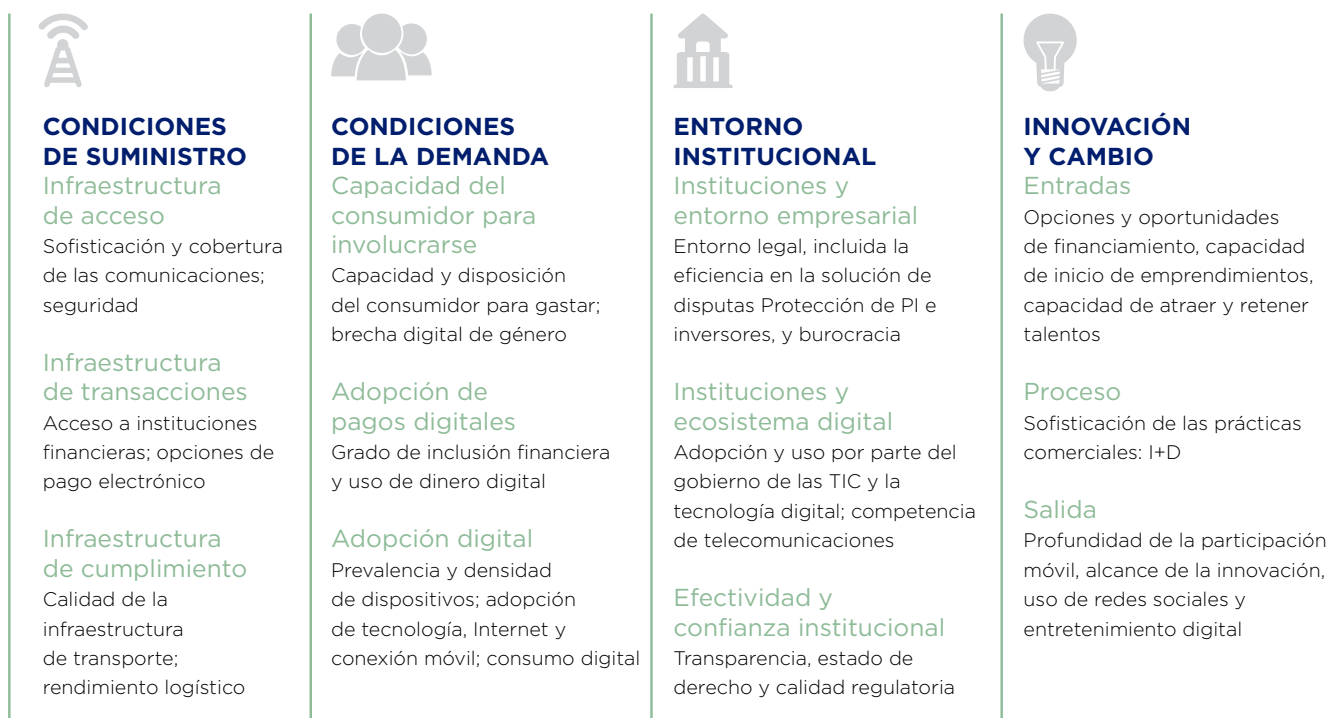 CONDICIONES
DE SUMINISTRO
Infraestructura
de acceso
Sofisticación y cobertura
de las comunicaciones;
seguridad
Infraestructura
de transacciones
Acceso a instituciones
financieras; opciones de
pago electrónico
Infraestructura
de cumplimiento
Calidad de la
infraestructura
de transporte;
rendimiento logístico
CONDICIONES
DE LA DEMANDA
Capacidad del
consumidor para
involucrarse
Capacidad y disposición
del consumidor para gastar;
brecha digital de género
Adopción de
pagos digitales
Grado de inclusión financiera
y uso de dinero digital
Adopción digital
Prevalencia y densidad
de dispositivos; adopción
de tecnología, Internet y
conexión móvil; consumo digital
ENTORNO
INSTITUCIONAL
Instituciones y
entorno empresarial
Entorno legal, incluida la
eficiencia en la solución de
disputas Protección de PI e
inversores, y burocracia
Instituciones y
ecosistema digital
Adopción y uso por parte del
gobierno de las TIC y la
tecnología digital; competencia
de telecomunicaciones
Efectividad y
confianza institucional
Transparencia, estado de
derecho y calidad regulatoria
INNOVACIÓN
Y CAMBIO
Entradas
Opciones y oportunidades
de financiamiento, capacidad
de inicio de emprendimientos,
capacidad de atraer y retener
talentos
Proceso
Sofisticación de las prácticas
comerciales: I+D
Salida
Profundidad de la participación
móvil, alcance de la innovación,
uso de redes sociales y
entretenimiento digital